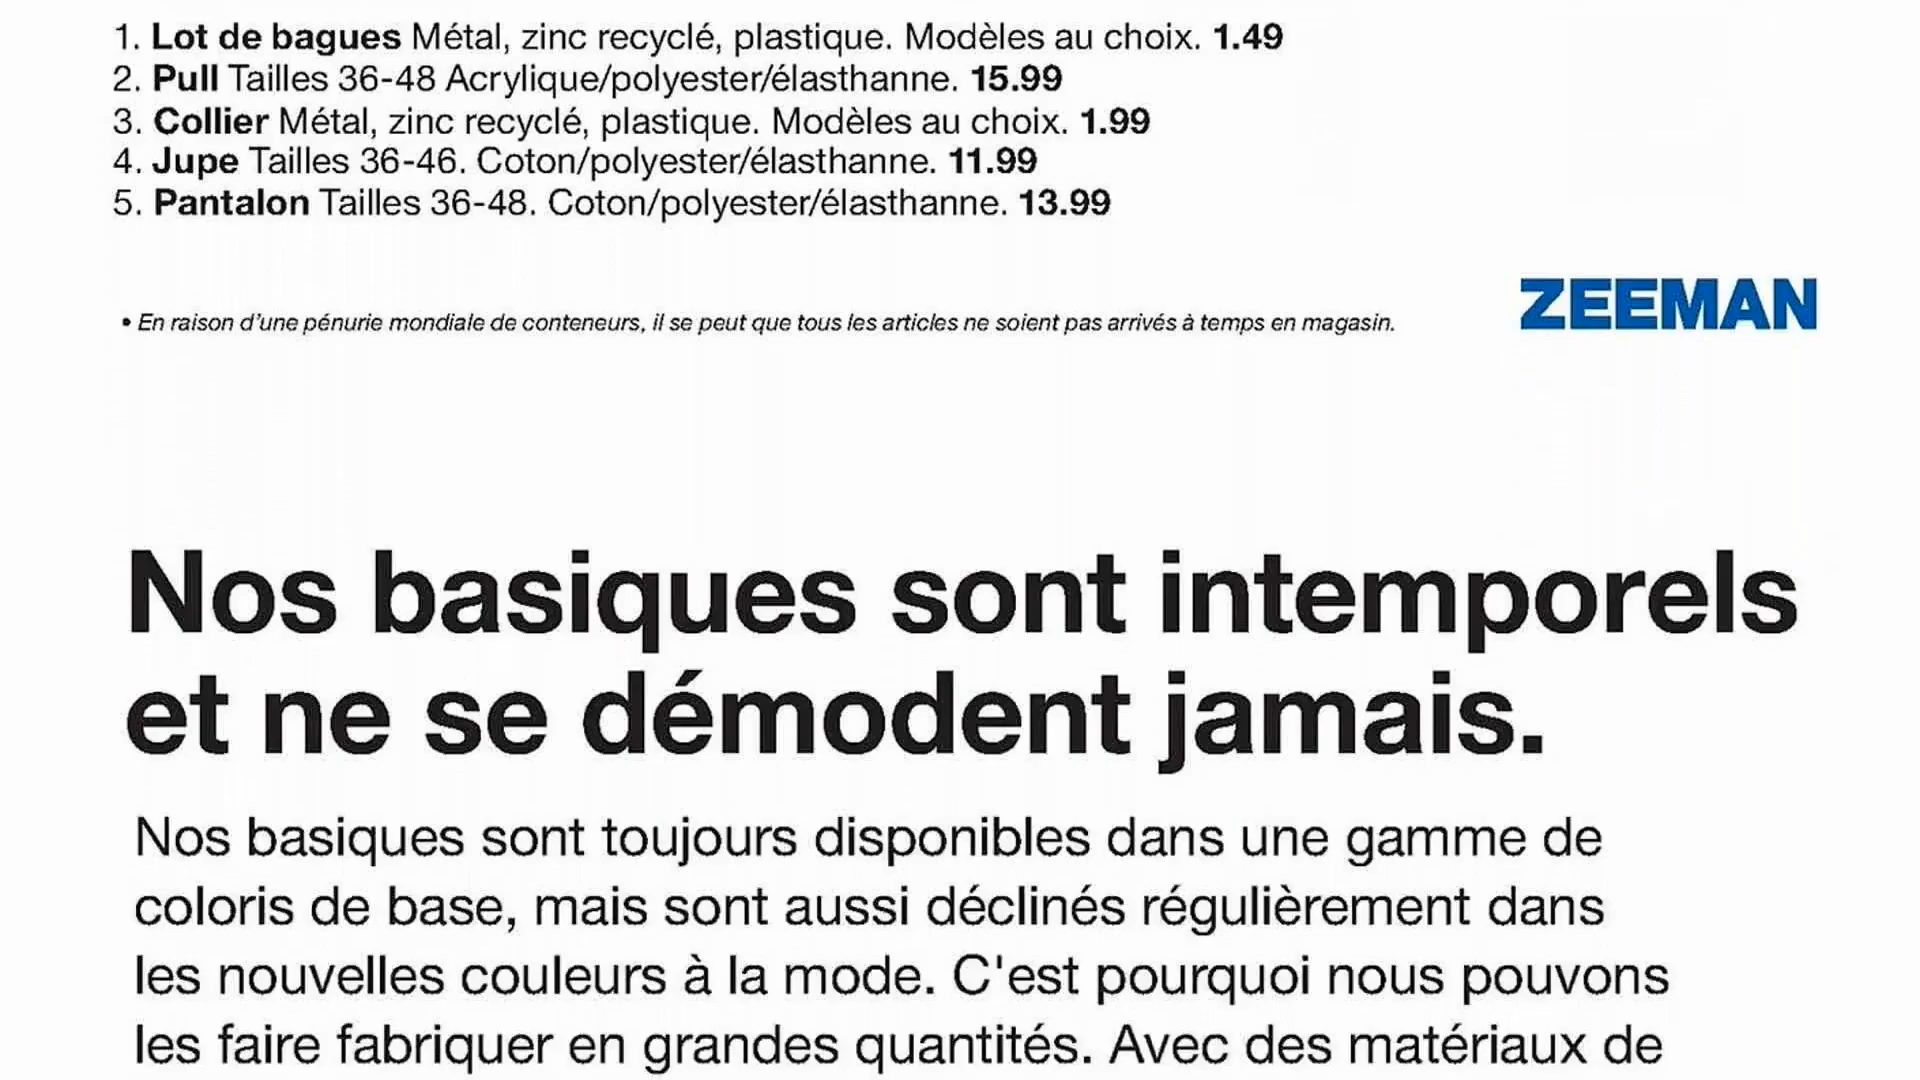 1. Lot de bagues Métal, zinc recyclé, plastique. Modèles au choix. 1.49
2. Pull Tailles 36-48 Acrylique/polyester/élasthanne. 15.99
3. Collier Métal, zinc recyclé, plastique. Modèles au choix. 1.99
4. Jupe Tailles 36-46. Coton/polyester/élasthanne. 11.99
5. Pantalon Tailles 36-48. Coton/polyester/élasthanne. 13.99
• En raison d'une pénurie mondiale de conteneurs, il se peut que tous les articles ne soient pas arrivés à temps en magasin.
ZEEMAN
Nos basiques sont intemporels
et ne se démodent jamais.
Nos basiques sont toujours disponibles dans une gamme de
coloris de base, mais sont aussi déclinés régulièrement dans
les nouvelles couleurs à la mode. C'est pourquoi nous pouvons
les faire fabriquer en grandes quantités. Avec des matériaux de